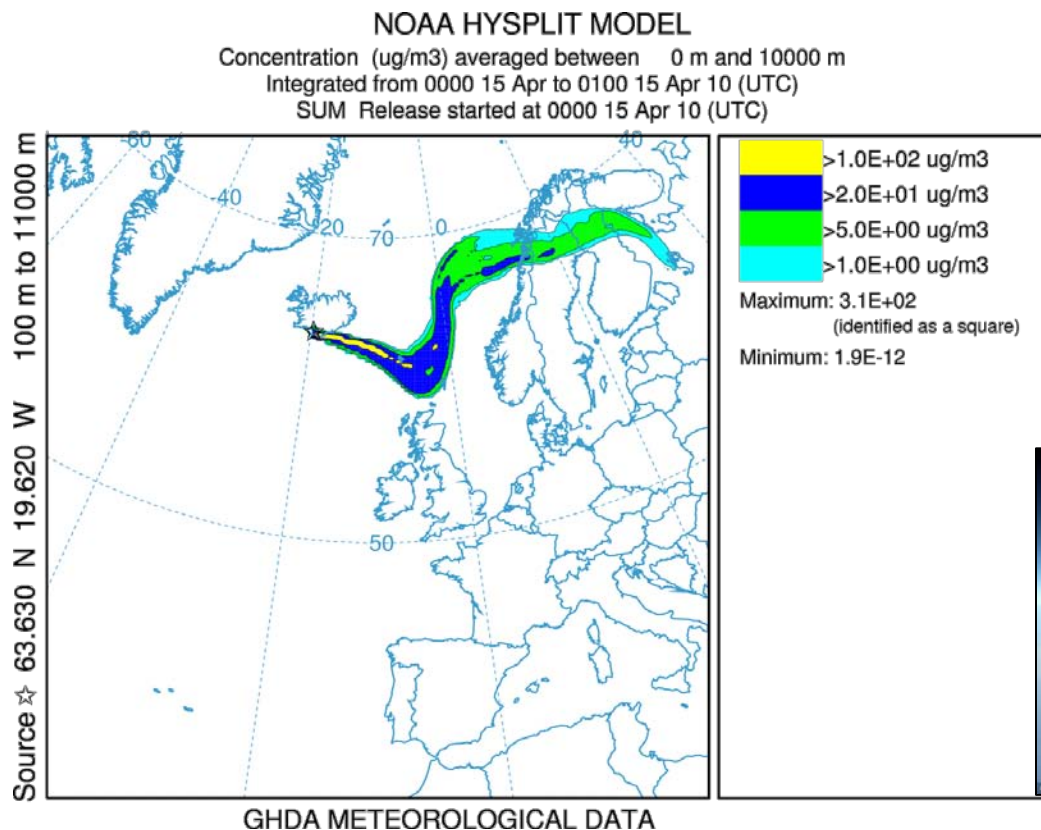 NOAA HYSPLIT MODEL
Concentration (ug/m3) averaged between 0 m and 10000 m
Integrated from 0000 15 Apr to 0100 15 Apr 10 (UTC)
SUM Release started at 0000 15 Apr 10 (UTC)
Source ☆ 63.630 N 19.620 W 100 m to 11000 m
-60
-40
-20
70
0
40
50
>1.0E+02 ug/m3
>2.0E+01 ug/m3
>5.0E+00 ug/m3
>1.0E+00 ug/m3
Maximum: 3.1E+02
(identified as a square)
Minimum: 1.9E-12
GHDA METEOROLOGICAL DATA